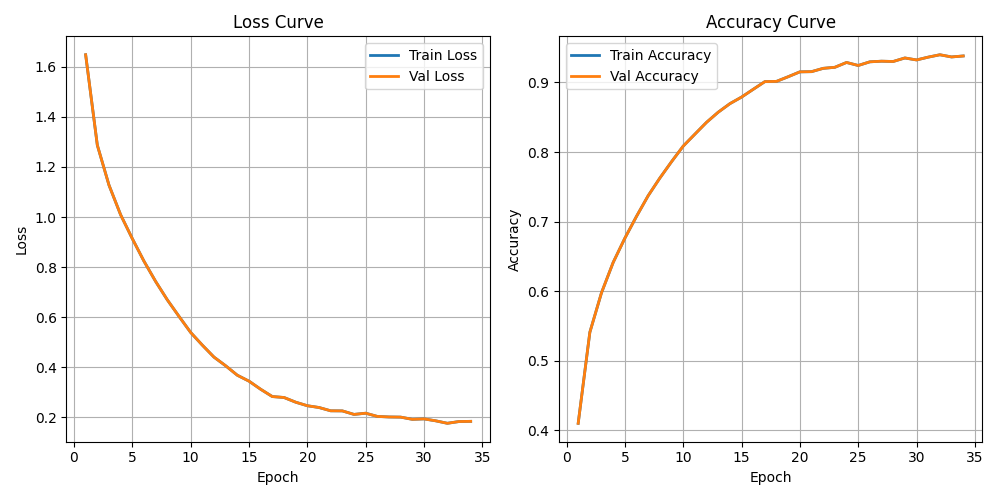 Loss Curve
Train Loss
Val Loss
1.6
1.4
1.2
1.0
0.8
0.6
0.4
0.2
Loss
0 5 10 15 20 25 30 35
Epoch
Accuracy Curve
Train Accuracy
Val Accuracy
0.9
0.8
0.7
0.6
0.5
0.4
Accuracy
0 5 10 15 20 25 30 35
Epoch